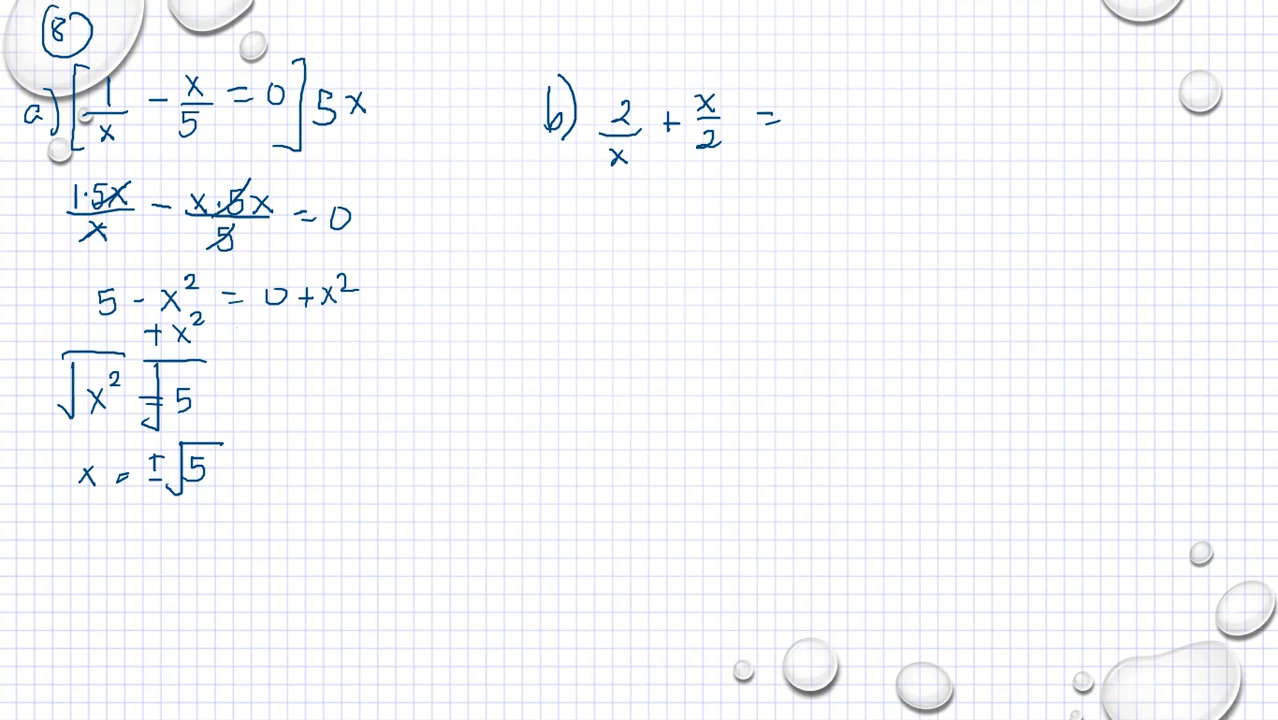 8
a) [1/x - x/5 = 0] 5x
1·5x/x - x·5x/5 = 0
5 - x² = 0 + x²
+ x²
√x² = √5
x = ±√5
b) 2/x + x/2 =